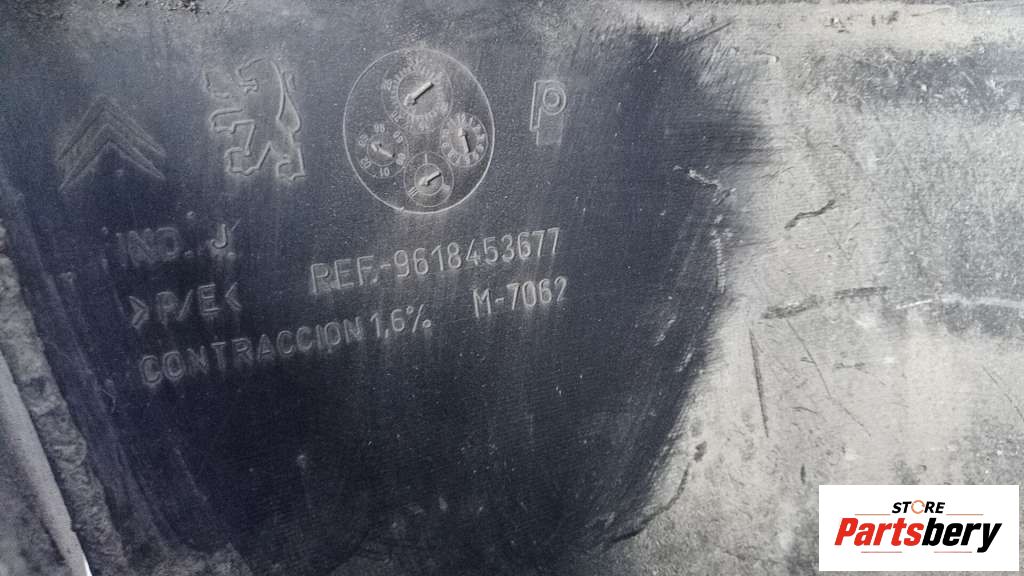 IND. J.
REF.-9618453677
>P/E<
M-7062
CONTRACCION 1,6%
STORE
Partsbery